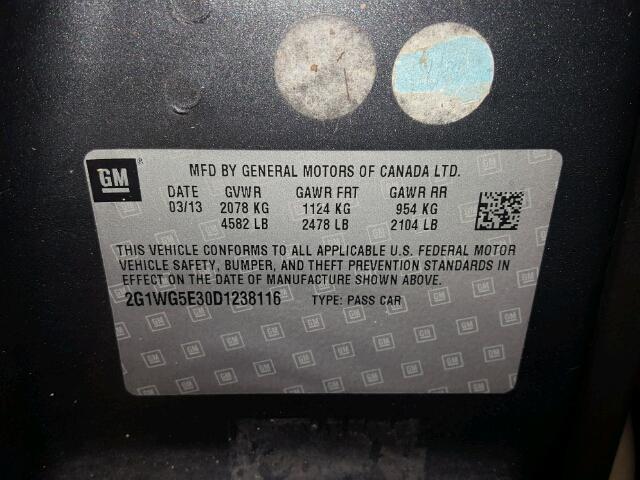 GM ®
MFD BY GENERAL MOTORS OF CANADA LTD.
DATE GVWR GAWR FRT GAWR RR
03/13 2078 KG 1124 KG 954 KG
4582 LB 2478 LB 2104 LB
THIS VEHICLE CONFORMS TO ALL APPLICABLE U.S. FEDERAL MOTOR
VEHICLE SAFETY, BUMPER, AND THEFT PREVENTION STANDARDS IN
EFFECT ON THE DATE OF MANUFACTURE SHOWN ABOVE.
2G1WG5E30D1238116 TYPE: PASS CAR